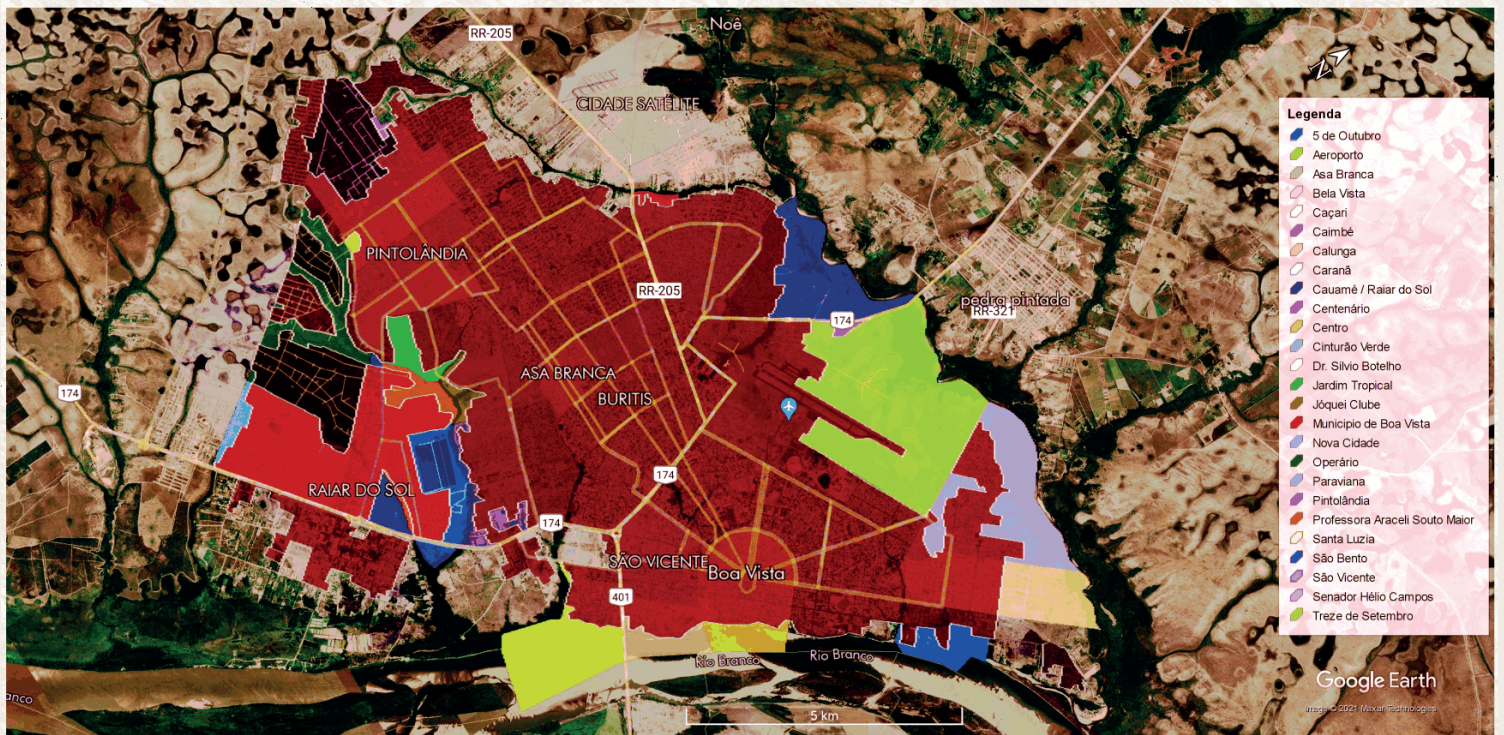 RR-205
Noê
CIDADE SATÉLITE
PINTOLÂNDIA
RR-205
pedra pintada
RR-321
174
174
ASA BRANCA
BURITIS
174
RAIAR DO SOL
174
SÃO VICENTE
Boa Vista
401
Rio Branco
Rio Branco
anco
5 km
N
Legenda
5 de Outubro
Aeroporto
Asa Branca
Bela Vista
Caçari
Caimbé
Calunga
Caranã
Cauamé / Raiar do Sol
Centenário
Centro
Cinturão Verde
Dr. Silvio Botelho
Jardim Tropical
Jóquei Clube
Municipio de Boa Vista
Nova Cidade
Operário
Paraviana
Pintolândia
Professora Araceli Souto Maior
Santa Luzia
São Bento
São Vicente
Senador Hélio Campos
Treze de Setembro
Google Earth
Image © 2021 Maxar Technologies